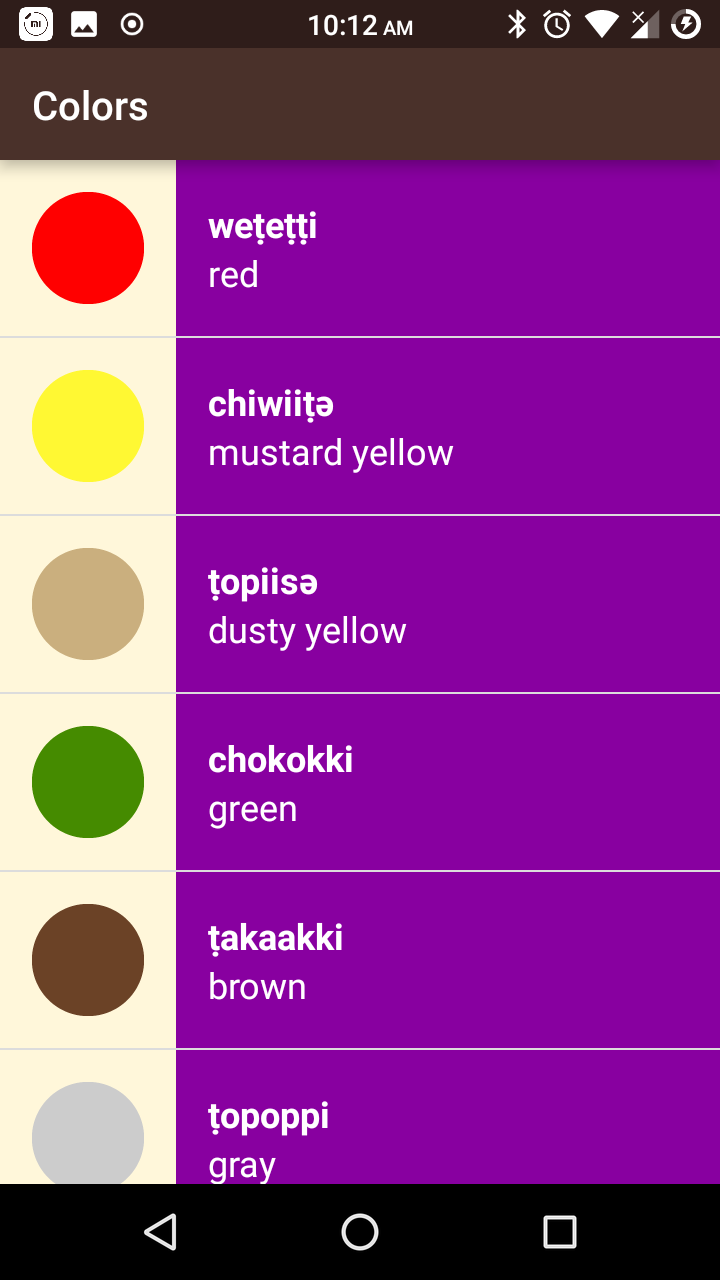 10:12 AM
Colors
weṭeṭṭi
red
chiwiiṭə
mustard yellow
ṭopiisə
dusty yellow
chokokki
green
ṭakaakki
brown
ṭopoppi
gray